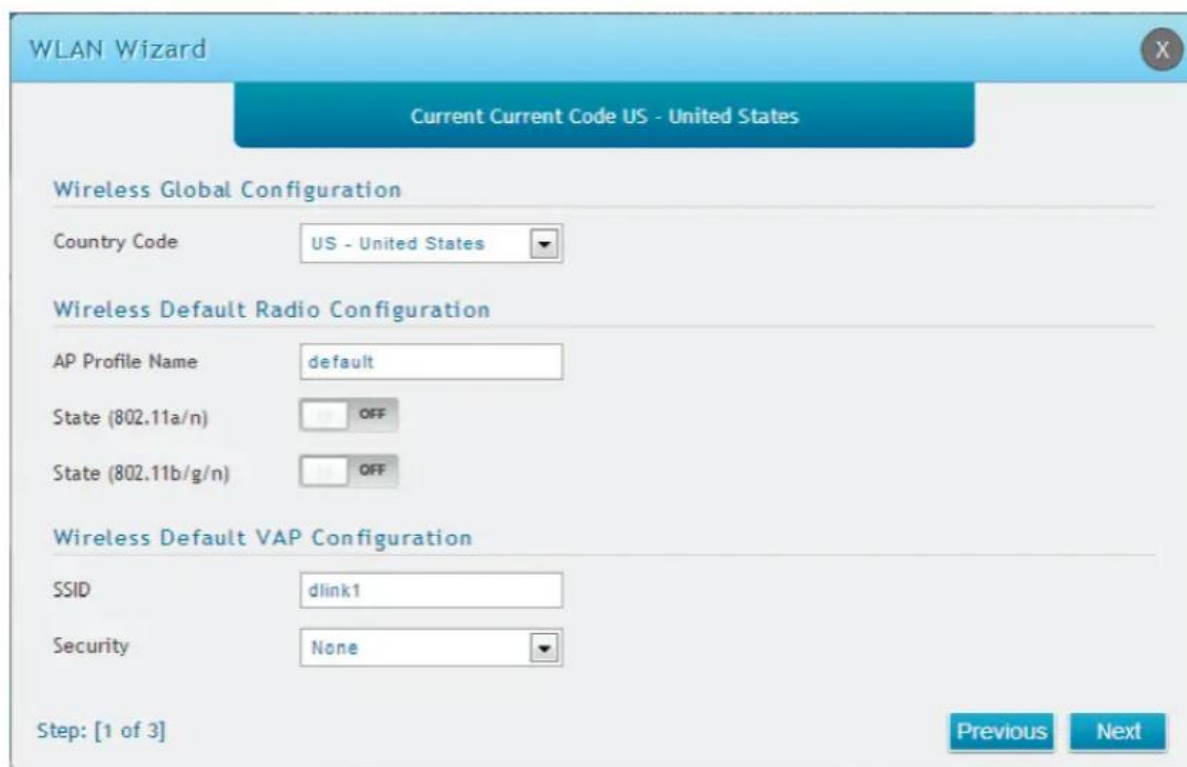 WLAN Wizard
X
Current Current Code US - United States
Wireless Global Configuration
Country Code US - United States
Wireless Default Radio Configuration
AP Profile Name default
State (802.11a/n) OFF
State (802.11b/g/n) OFF
Wireless Default VAP Configuration
SSID dlink1
Security None
Step: [1 of 3] Previous Next